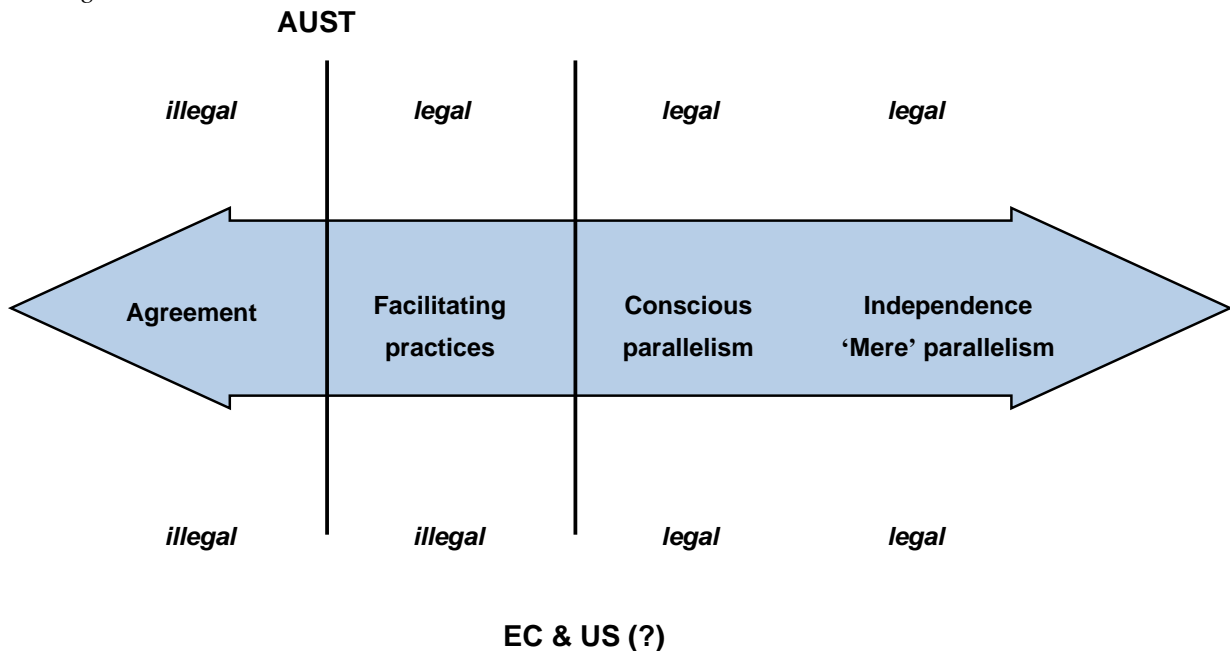 AUST
illegal legal legal legal
Agreement Facilitating practices Conscious parallelism Independence ‘Mere’ parallelism
illegal illegal legal legal
EC & US (?)